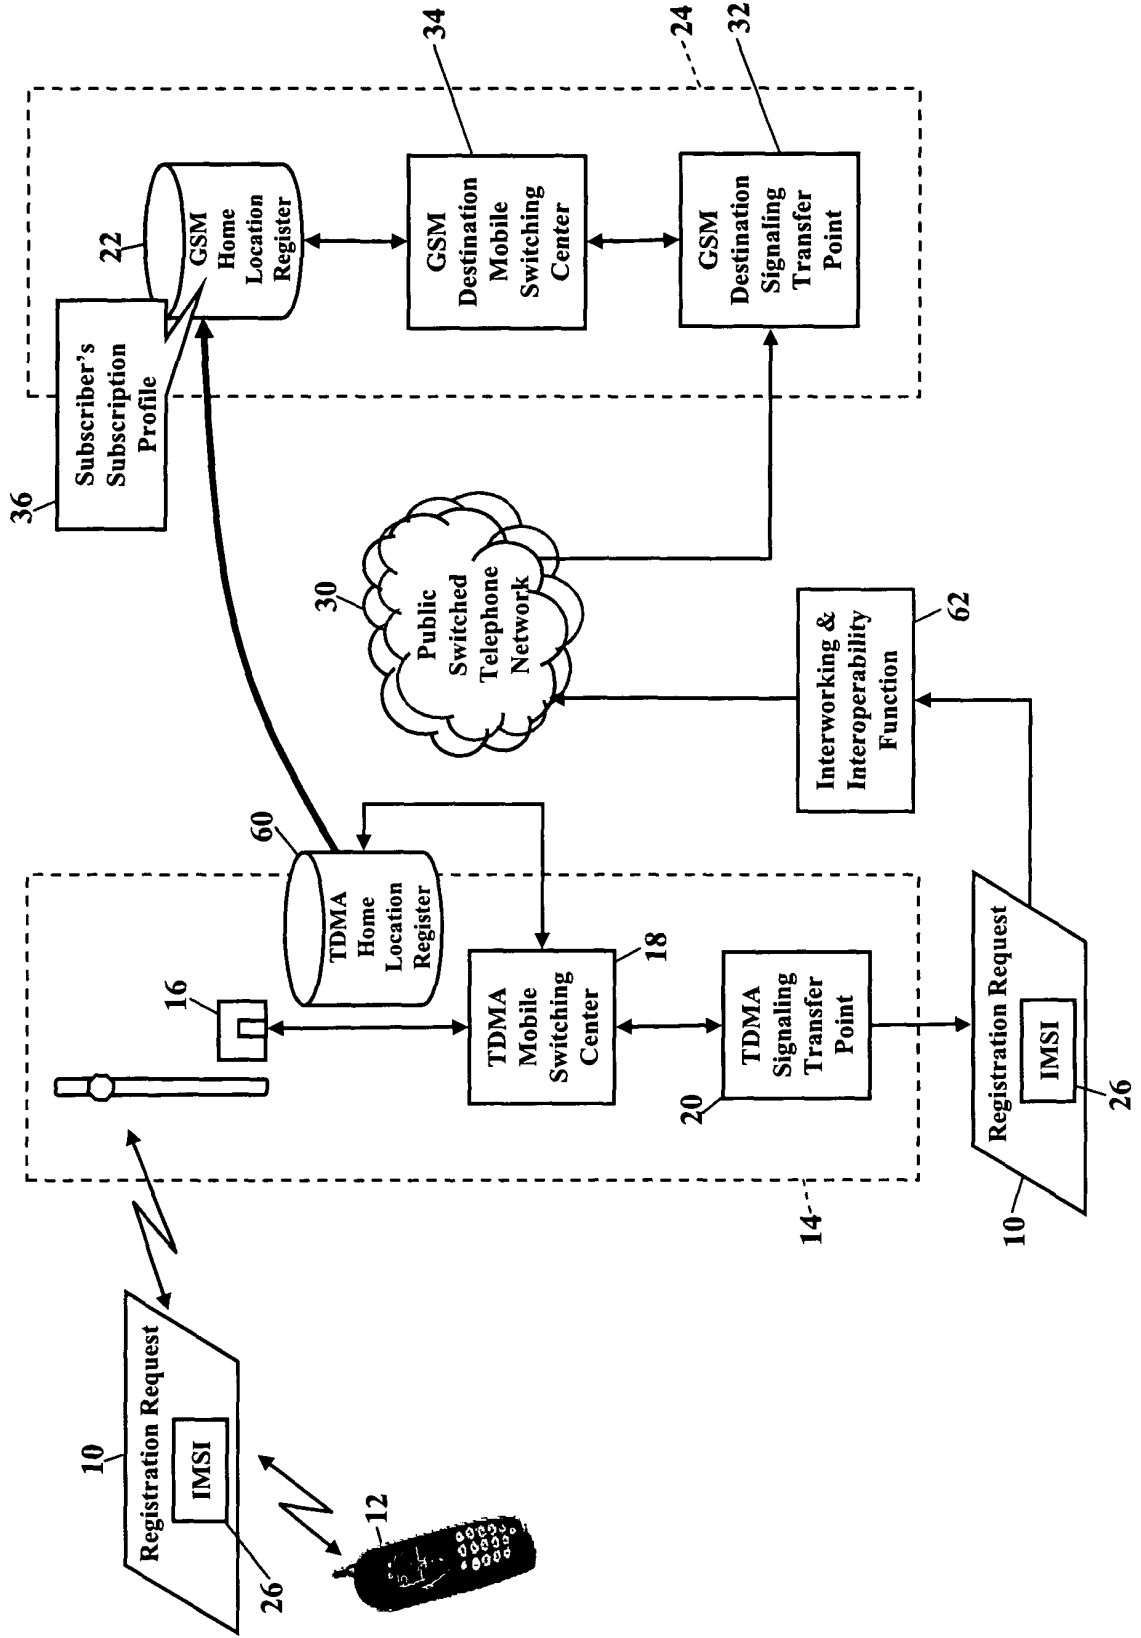 10
Registration Request
IMSI
26
12
16
60
TDMA
Home
Location
Register
TDMA
Mobile
Switching
Center
18
TDMA
Signaling
Transfer
Point
20
14
10
Registration Request
IMSI
26
30
Public
Switched
Telephone
Network
Interworking &
Interoperability
Function
62
36
Subscriber's
Subscription
Profile
22
GSM
Home
Location
Register
GSM
Destination
Mobile
Switching
Center
34
GSM
Destination
Signaling
Transfer
Point
24
32